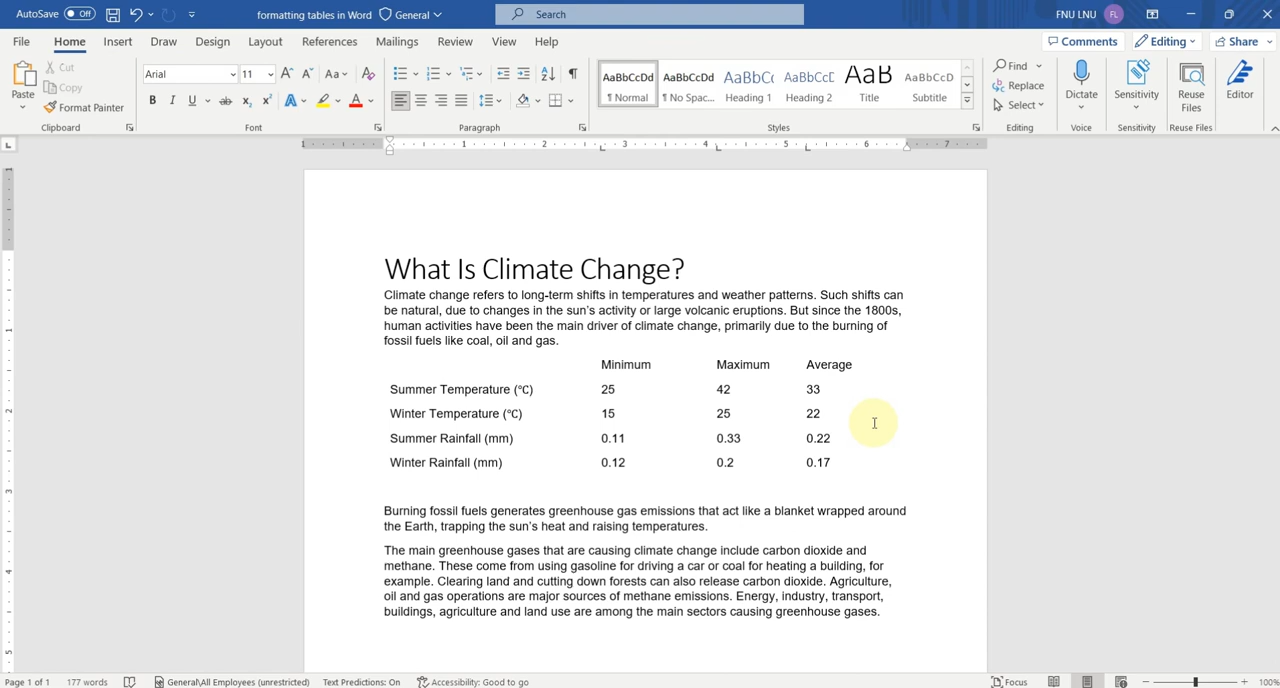 AutoSave Off formatting tables in Word General Search FNU LNU FL
File Home Insert Draw Design Layout References Mailings Review View Help Comments Editing Share
Paste Cut Copy Format Painter
Clipboard
Arial 11 A A Aa A
B I U ab x₂ x² A A
Font
Paragraph
AaBbCcDd AaBbCcDd AaBbCc AaBbCcE AaB AaBbCcD
¶ Normal ¶ No Spac... Heading 1 Heading 2 Title Subtitle
Styles
Find
Replace
Select
Editing
Dictate
Voice
Sensitivity
Sensitivity
Reuse
Files
Reuse Files
Editor
1 1 2 3 4 5 6 7
What Is Climate Change?
Climate change refers to long-term shifts in temperatures and weather patterns. Such shifts can
be natural, due to changes in the sun's activity or large volcanic eruptions. But since the 1800s,
human activities have been the main driver of climate change, primarily due to the burning of
fossil fuels like coal, oil and gas.
Minimum Maximum Average
Summer Temperature (°C) 25 42 33
Winter Temperature (°C) 15 25 22
Summer Rainfall (mm) 0.11 0.33 0.22
Winter Rainfall (mm) 0.12 0.2 0.17
Burning fossil fuels generates greenhouse gas emissions that act like a blanket wrapped around
the Earth, trapping the sun's heat and raising temperatures.
The main greenhouse gases that are causing climate change include carbon dioxide and
methane. These come from using gasoline for driving a car or coal for heating a building, for
example. Clearing land and cutting down forests can also release carbon dioxide. Agriculture,
oil and gas operations are major sources of methane emissions. Energy, industry, transport,
buildings, agriculture and land use are among the main sectors causing greenhouse gases.
Page 1 of 1 177 words General\All Employees (unrestricted) Text Predictions: On Accessibility: Good to go Focus 100%